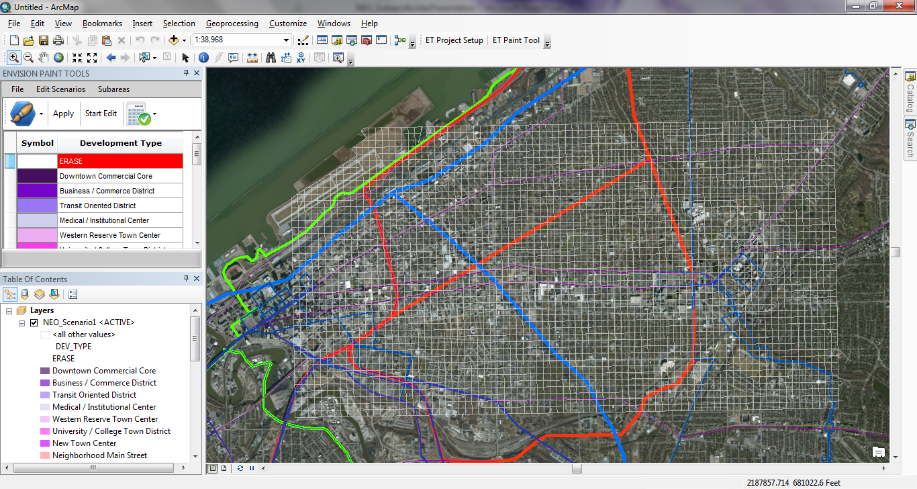 Untitled - ArcMap
File Edit View Bookmarks Insert Selection Geoprocessing Customize Windows Help
1:38,968
ET Project Setup ET Paint Tool
ENVISION PAINT TOOLS
File Edit Scenarios Subareas
Apply Start Edit
Symbol Development Type
ERASE
Downtown Commercial Core
Business / Commerce District
Transit Oriented District
Medical / Institutional Center
Western Reserve Town Center
Table Of Contents
Layers
NEO_Scenario1 <ACTIVE>
<all other values>
DEV_TYPE
ERASE
Downtown Commercial Core
Business / Commerce District
Transit Oriented District
Medical / Institutional Center
Western Reserve Town Center
University / College Town District
New Town Center
Neighborhood Main Street
Catalog
Search
2187857.714 681022.6 Feet